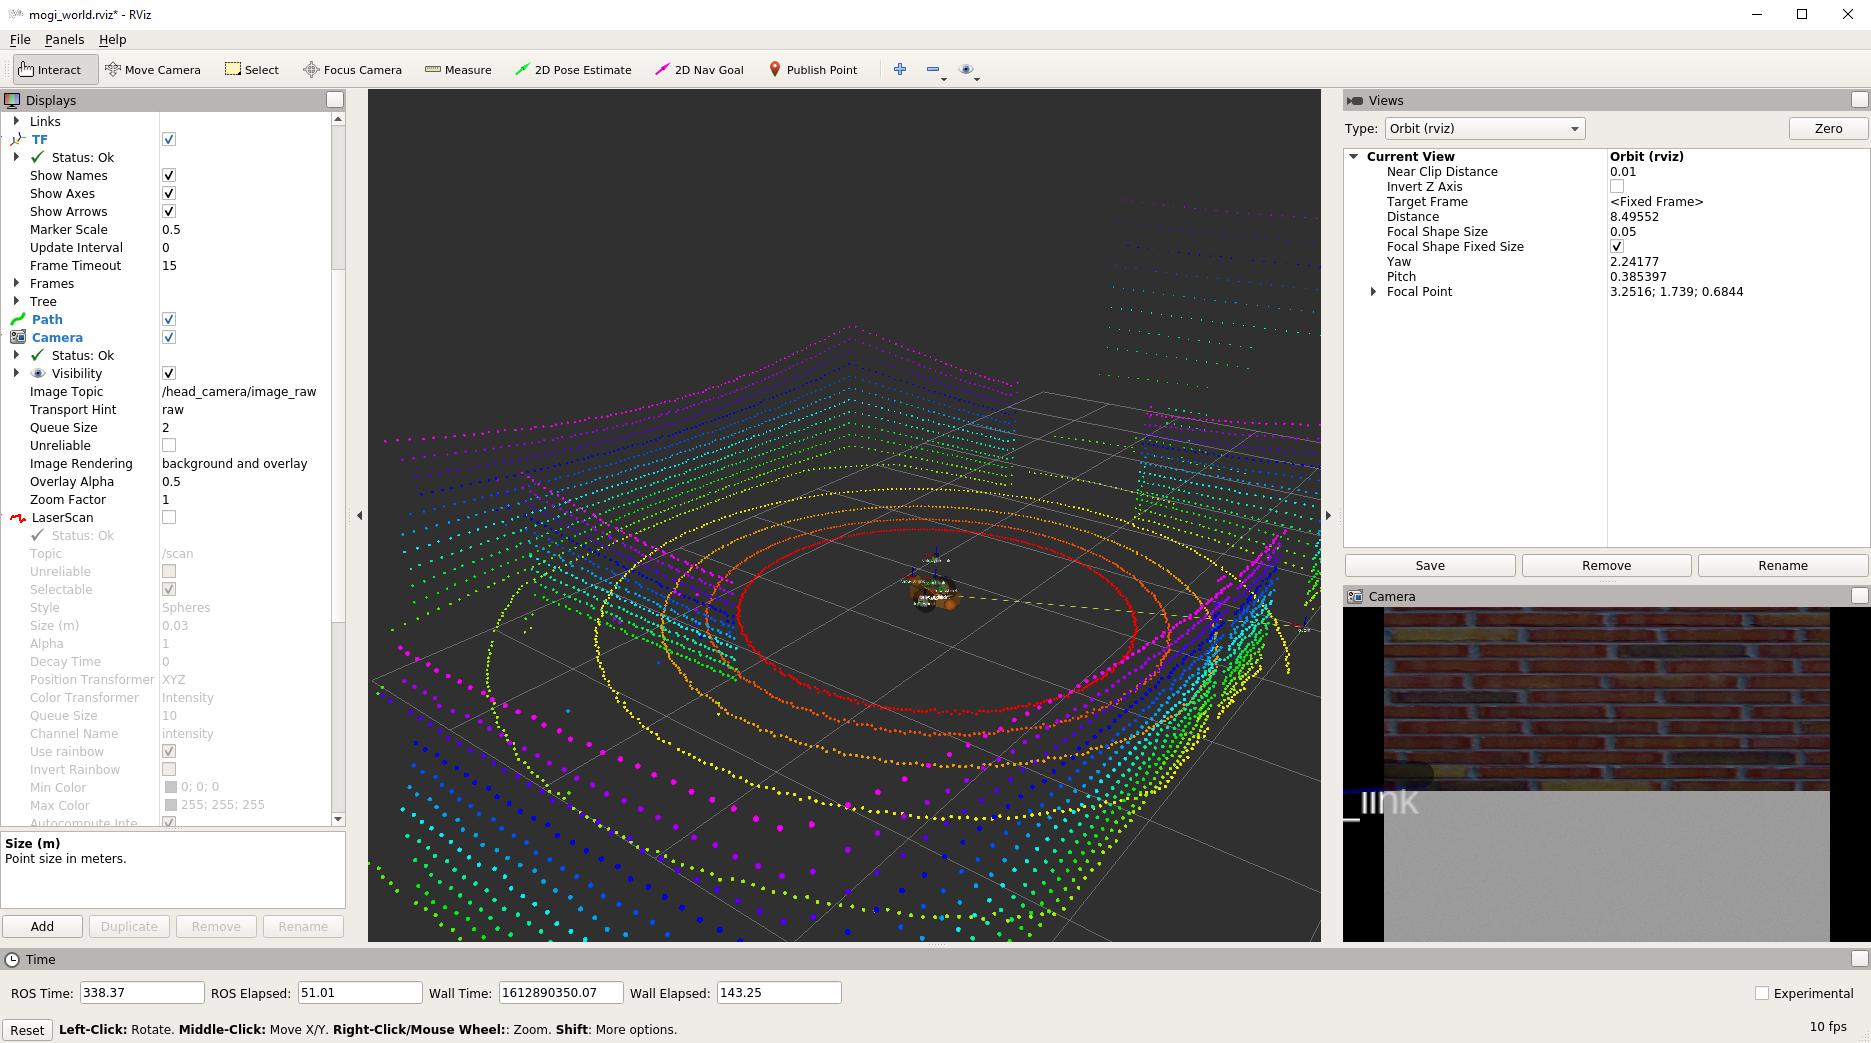 mogi_world.rviz* - RViz
File Panels Help
Interact Move Camera Select Focus Camera Measure 2D Pose Estimate 2D Nav Goal Publish Point
Displays
Links
TF
Status: Ok
Show Names
Show Axes
Show Arrows
Marker Scale 0.5
Update Interval 0
Frame Timeout 15
Frames
Tree
Path
Camera
Status: Ok
Visibility
Image Topic /head_camera/image_raw
Transport Hint raw
Queue Size 2
Unreliable
Image Rendering background and overlay
Overlay Alpha 0.5
Zoom Factor 1
LaserScan
Status: Ok
Topic /scan
Unreliable
Selectable
Style Spheres
Size (m) 0.03
Alpha 1
Decay Time 0
Position Transformer XYZ
Color Transformer Intensity
Queue Size 10
Channel Name intensity
Use rainbow
Invert Rainbow
Min Color 0; 0; 0
Max Color 255; 255; 255
Autocompute Inte
Size (m)
Point size in meters.
Add Duplicate Remove Rename
Views
Type: Orbit (rviz) Zero
Current View Orbit (rviz)
Near Clip Distance 0.01
Invert Z Axis
Target Frame <Fixed Frame>
Distance 8.49552
Focal Shape Size 0.05
Focal Shape Fixed Size
Yaw 2.24177
Pitch 0.385397
Focal Point 3.2516; 1.739; 0.6844
Save Remove Rename
Camera
_link
Time
ROS Time: 338.37 ROS Elapsed: 51.01 Wall Time: 1612890350.07 Wall Elapsed: 143.25 Experimental
Reset Left-Click: Rotate. Middle-Click: Move X/Y. Right-Click/Mouse Wheel:: Zoom. Shift: More options. 10 fps